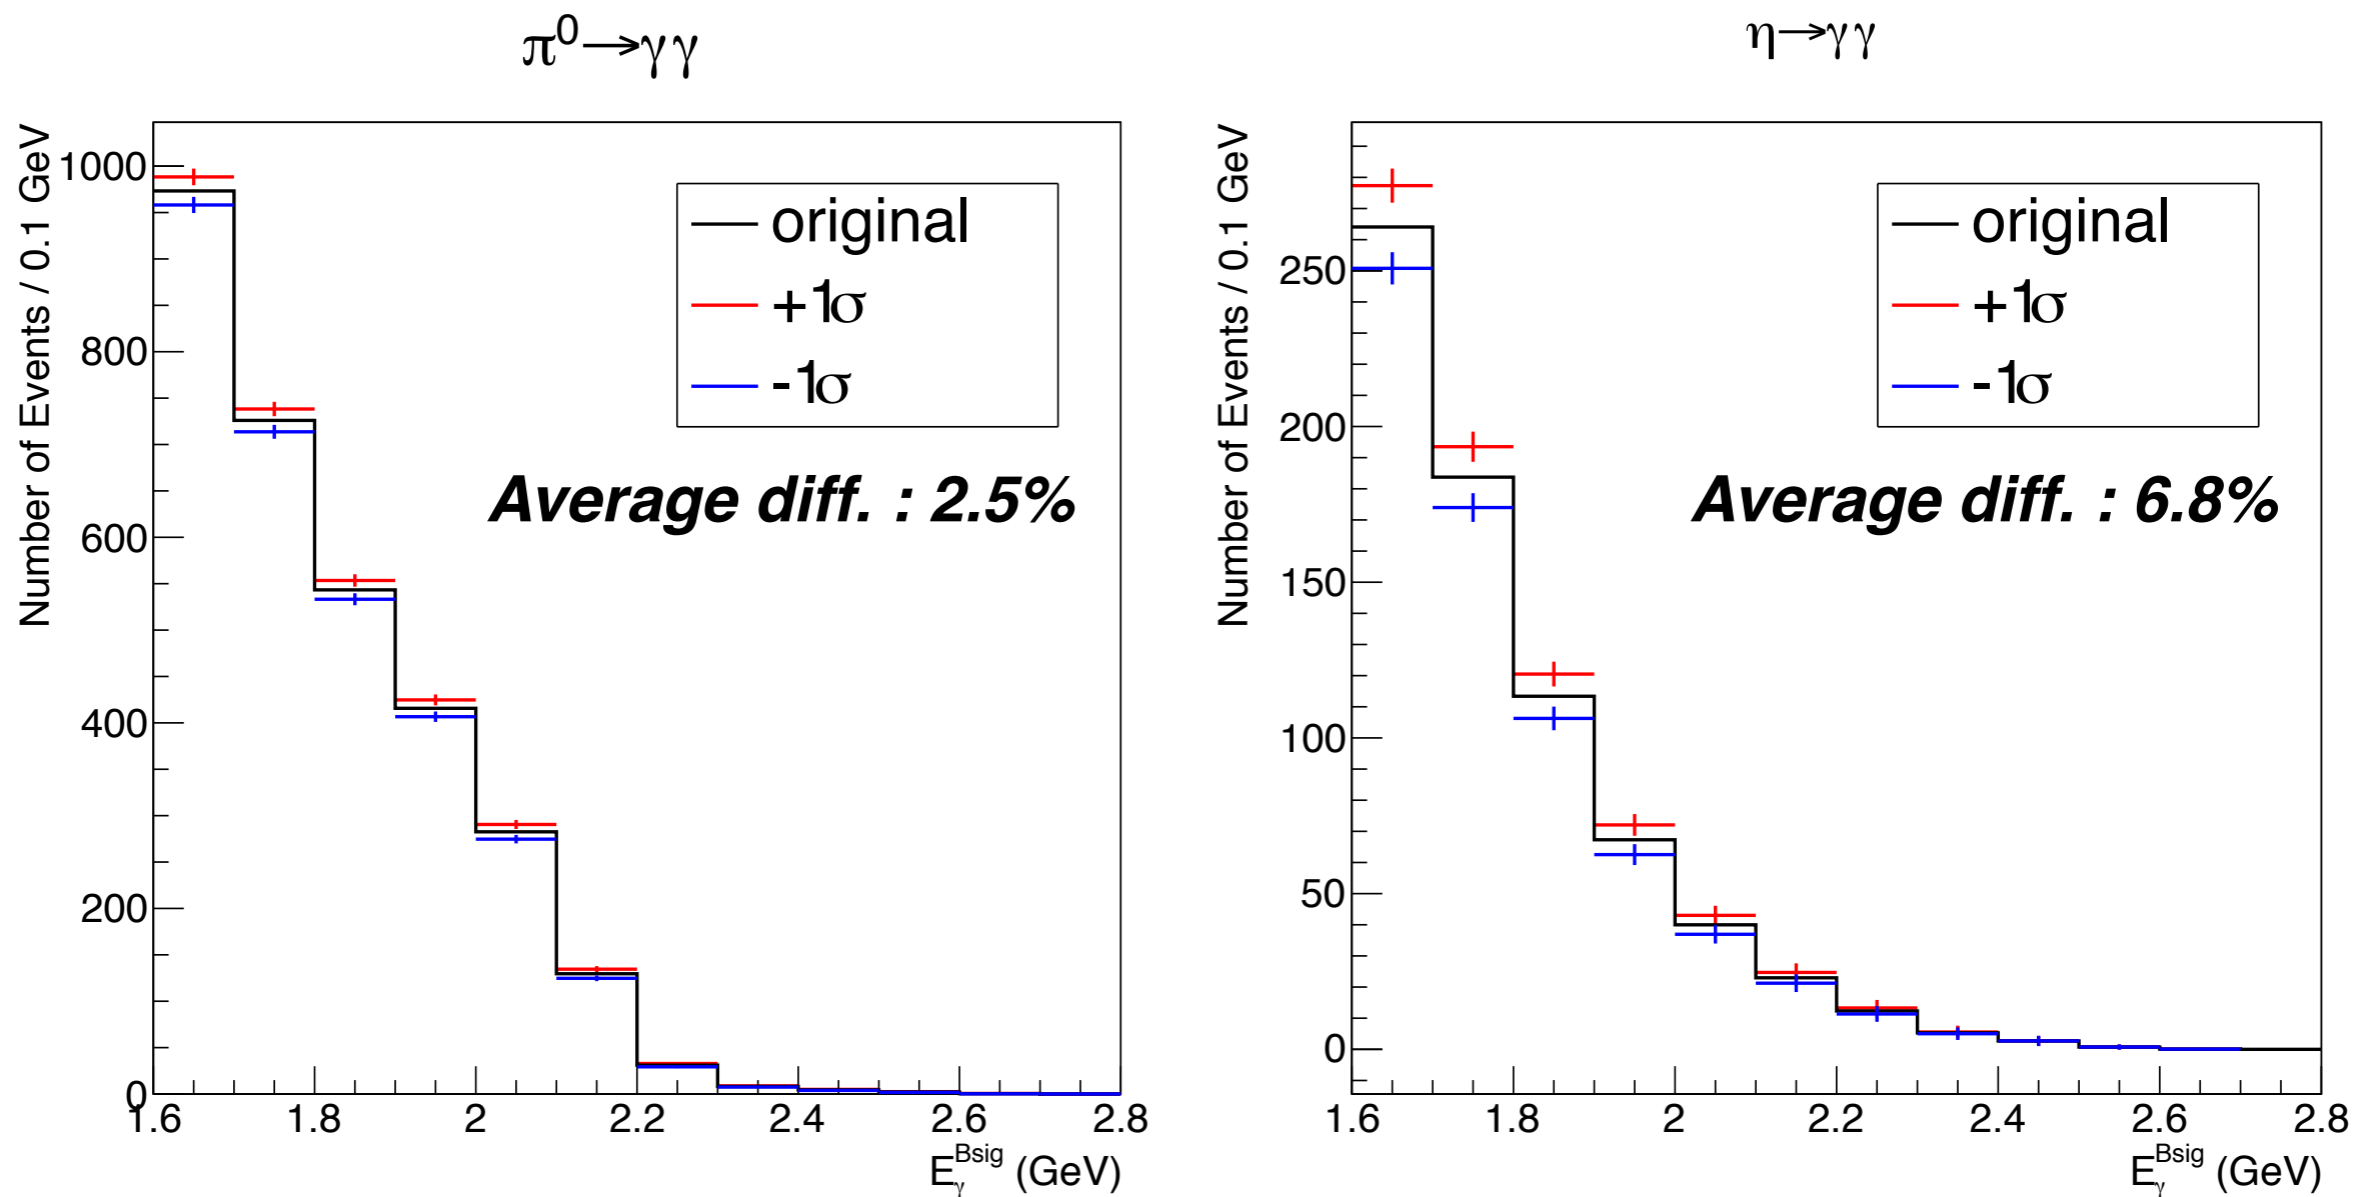 π⁰→γγ
Number of Events / 0.1 GeV
1000
800
600
400
200
0
original
+1σ
-1σ
Average diff. : 2.5%
1.6 1.8 2 2.2 2.4 2.6 2.8
E_γ^Bsig (GeV)
η→γγ
Number of Events / 0.1 GeV
250
200
150
100
50
0
original
+1σ
-1σ
Average diff. : 6.8%
1.6 1.8 2 2.2 2.4 2.6 2.8
E_γ^Bsig (GeV)